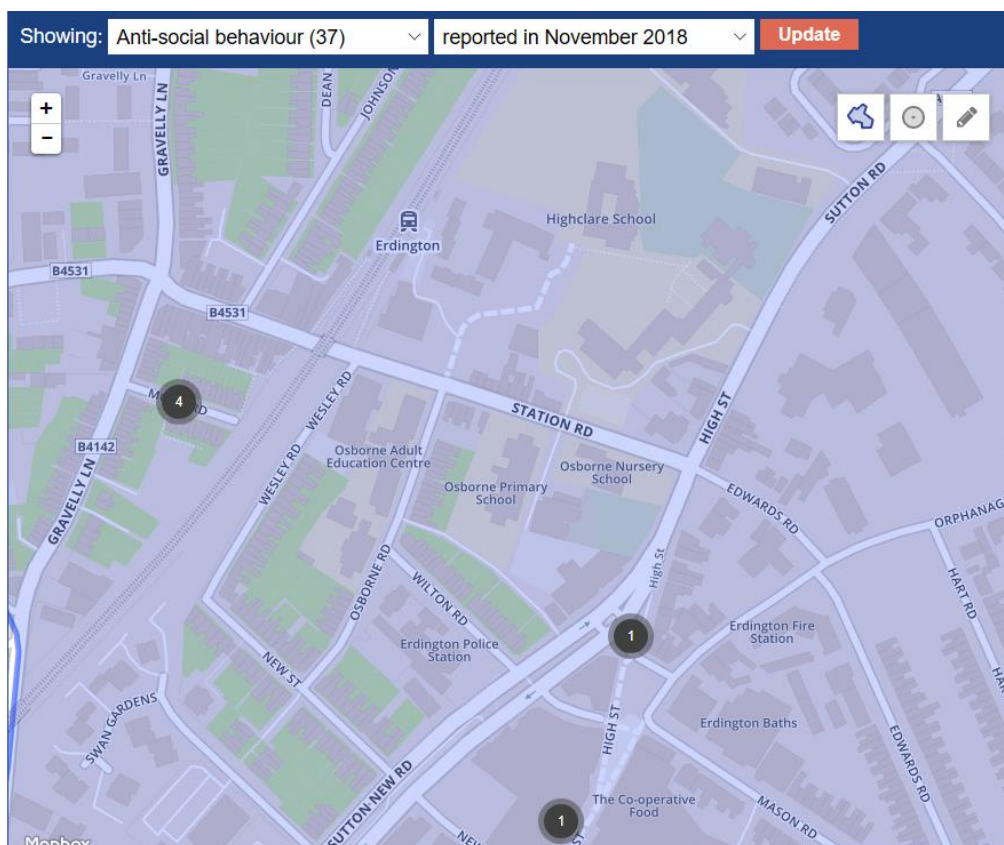 Showing: Anti-social behaviour (37) reported in November 2018 Update
Gravelly Ln
+
−
GRAVELLY LN
DEAN
JOHNSON
SUTTON RD
Highclare School
Erdington
B4531
B4531
WESLEY RD
WESLEY RD
STATION RD
HIGH ST
4
B4142
GRAVELLY LN
Osborne Adult
Education Centre
Osborne Primary
School
Osborne Nursery
School
EDWARDS RD
ORPHANAG
HART RD
HAR
High St
OSBORNE RD
WILTON RD
1
Erdington Fire
Station
Erdington Police
Station
NEW ST
SWAN GARDENS
HIGH ST
Erdington Baths
EDWARDS RD
SUTTON NEW RD
The Co-operative
Food
MASON RD
1
NEW
ST
Mapbox